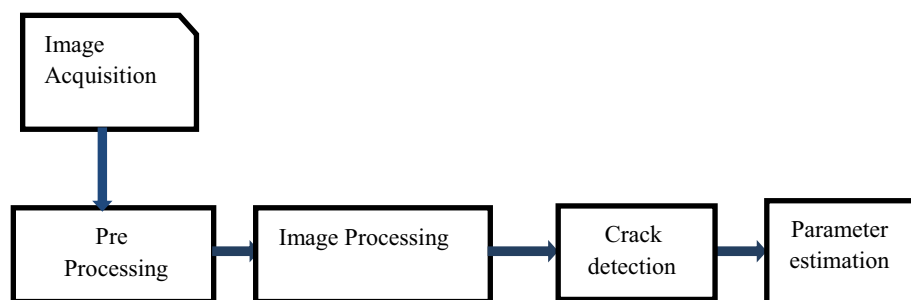 Image
Acquisition
Pre
Processing
Image Processing
Crack
detection
Parameter
estimation